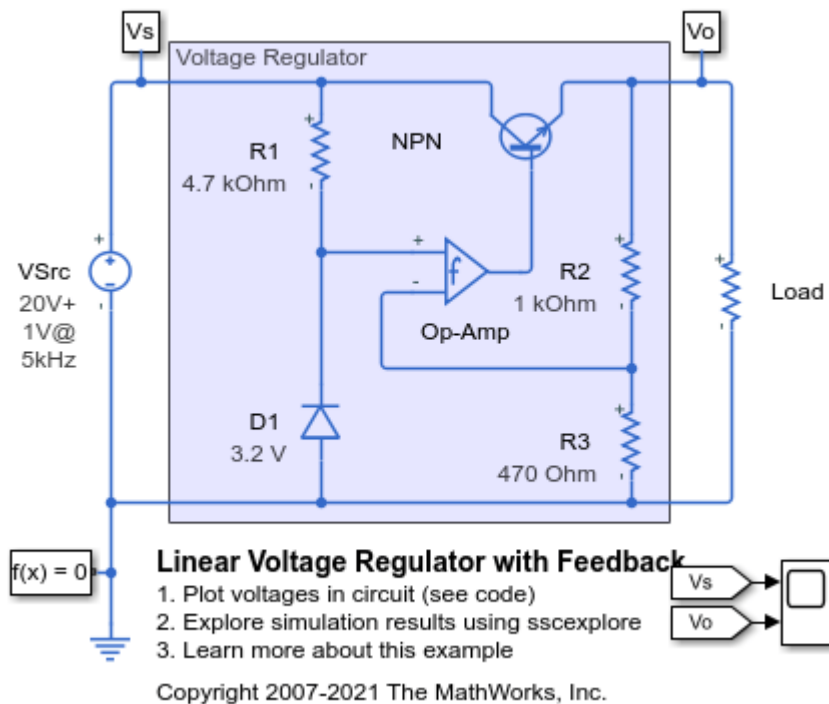 Vs
Vo
Voltage Regulator
+
R1
4.7 kOhm
-
NPN
+
VSrc
-
20V+
1V@
5kHz
+
-
Op-Amp
+
R2
1 kOhm
-
+
Load
-
D1
3.2 V
+
R3
470 Ohm
-
f(x) = 0
Linear Voltage Regulator with Feedback
1. Plot voltages in circuit (see code)
2. Explore simulation results using sscexplore
3. Learn more about this example
Copyright 2007-2021 The MathWorks, Inc.
Vs
Vo